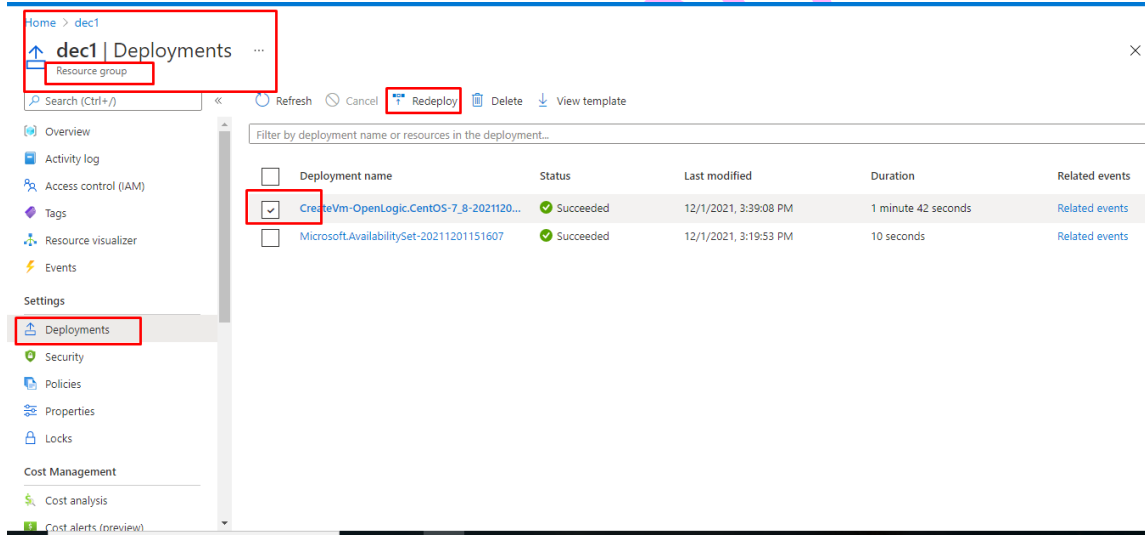 Home > dec1
dec1 | Deployments ...
Resource group
Search (Ctrl+/)
«
Refresh Cancel Redeploy Delete View template
Overview
Activity log
Access control (IAM)
Tags
Resource visualizer
Events
Settings
Deployments
Security
Policies
Properties
Locks
Cost Management
Cost analysis
Cost alerts (preview)
Filter by deployment name or resources in the deployment...
Deployment name Status Last modified Duration Related events
CreateVm-OpenLogic.CentOS-7_8-2021120... Succeeded 12/1/2021, 3:39:08 PM 1 minute 42 seconds Related events
Microsoft.AvailabilitySet-20211201151607 Succeeded 12/1/2021, 3:19:53 PM 10 seconds Related events